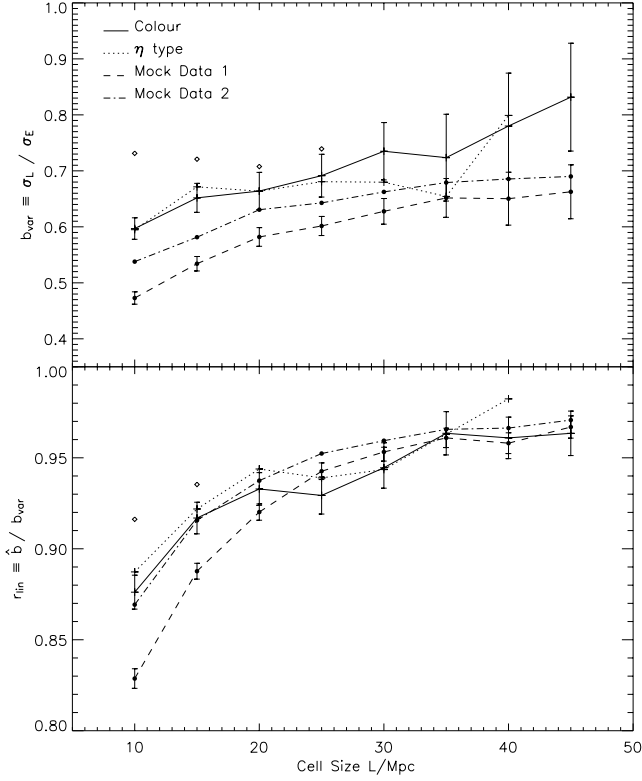 1.0
Colour
η type
0.9
Mock Data 1
Mock Data 2
0.8
0.7
b_var ≡ σ_L / σ_E
0.6
0.5
0.4
1.00
0.95
0.90
r_lin ≡ b̂ / b_var
0.85
0.80
10 20 30 40 50
Cell Size L/Mpc